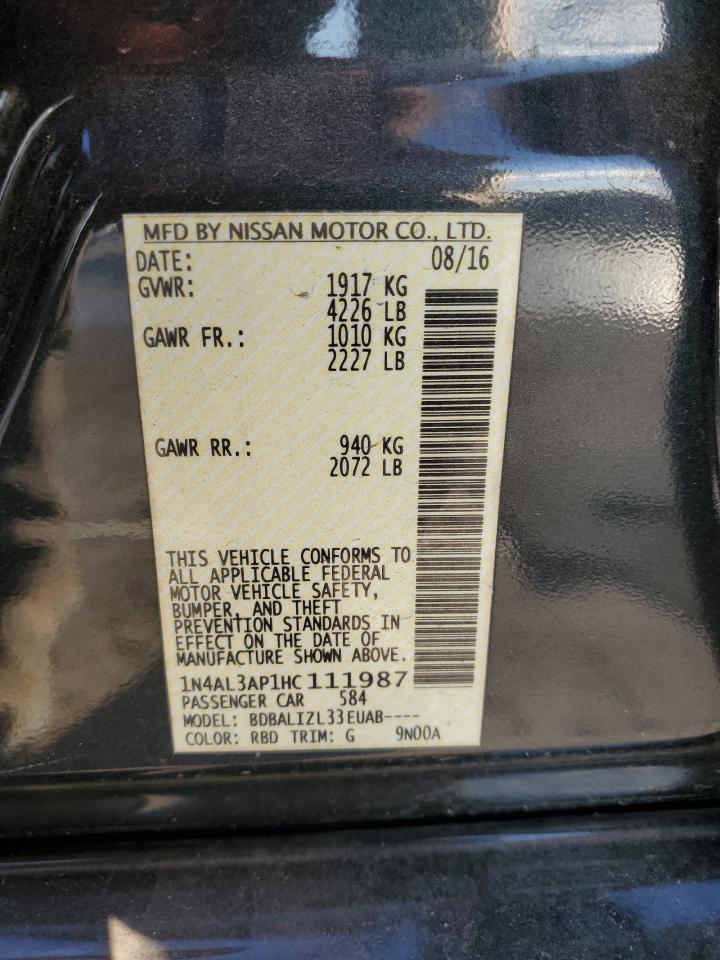 MFD BY NISSAN MOTOR CO., LTD.
DATE: 08/16
GVWR: 1917 KG
4226 LB
GAWR FR.: 1010 KG
2227 LB
GAWR RR.: 940 KG
2072 LB
THIS VEHICLE CONFORMS TO
ALL APPLICABLE FEDERAL
MOTOR VEHICLE SAFETY,
BUMPER, AND THEFT
PREVENTION STANDARDS IN
EFFECT ON THE DATE OF
MANUFACTURE SHOWN ABOVE.
1N4AL3AP1HC111987
PASSENGER CAR 584
MODEL: BDBALIZL33EUAB----
COLOR: RBD TRIM: G 9N00A